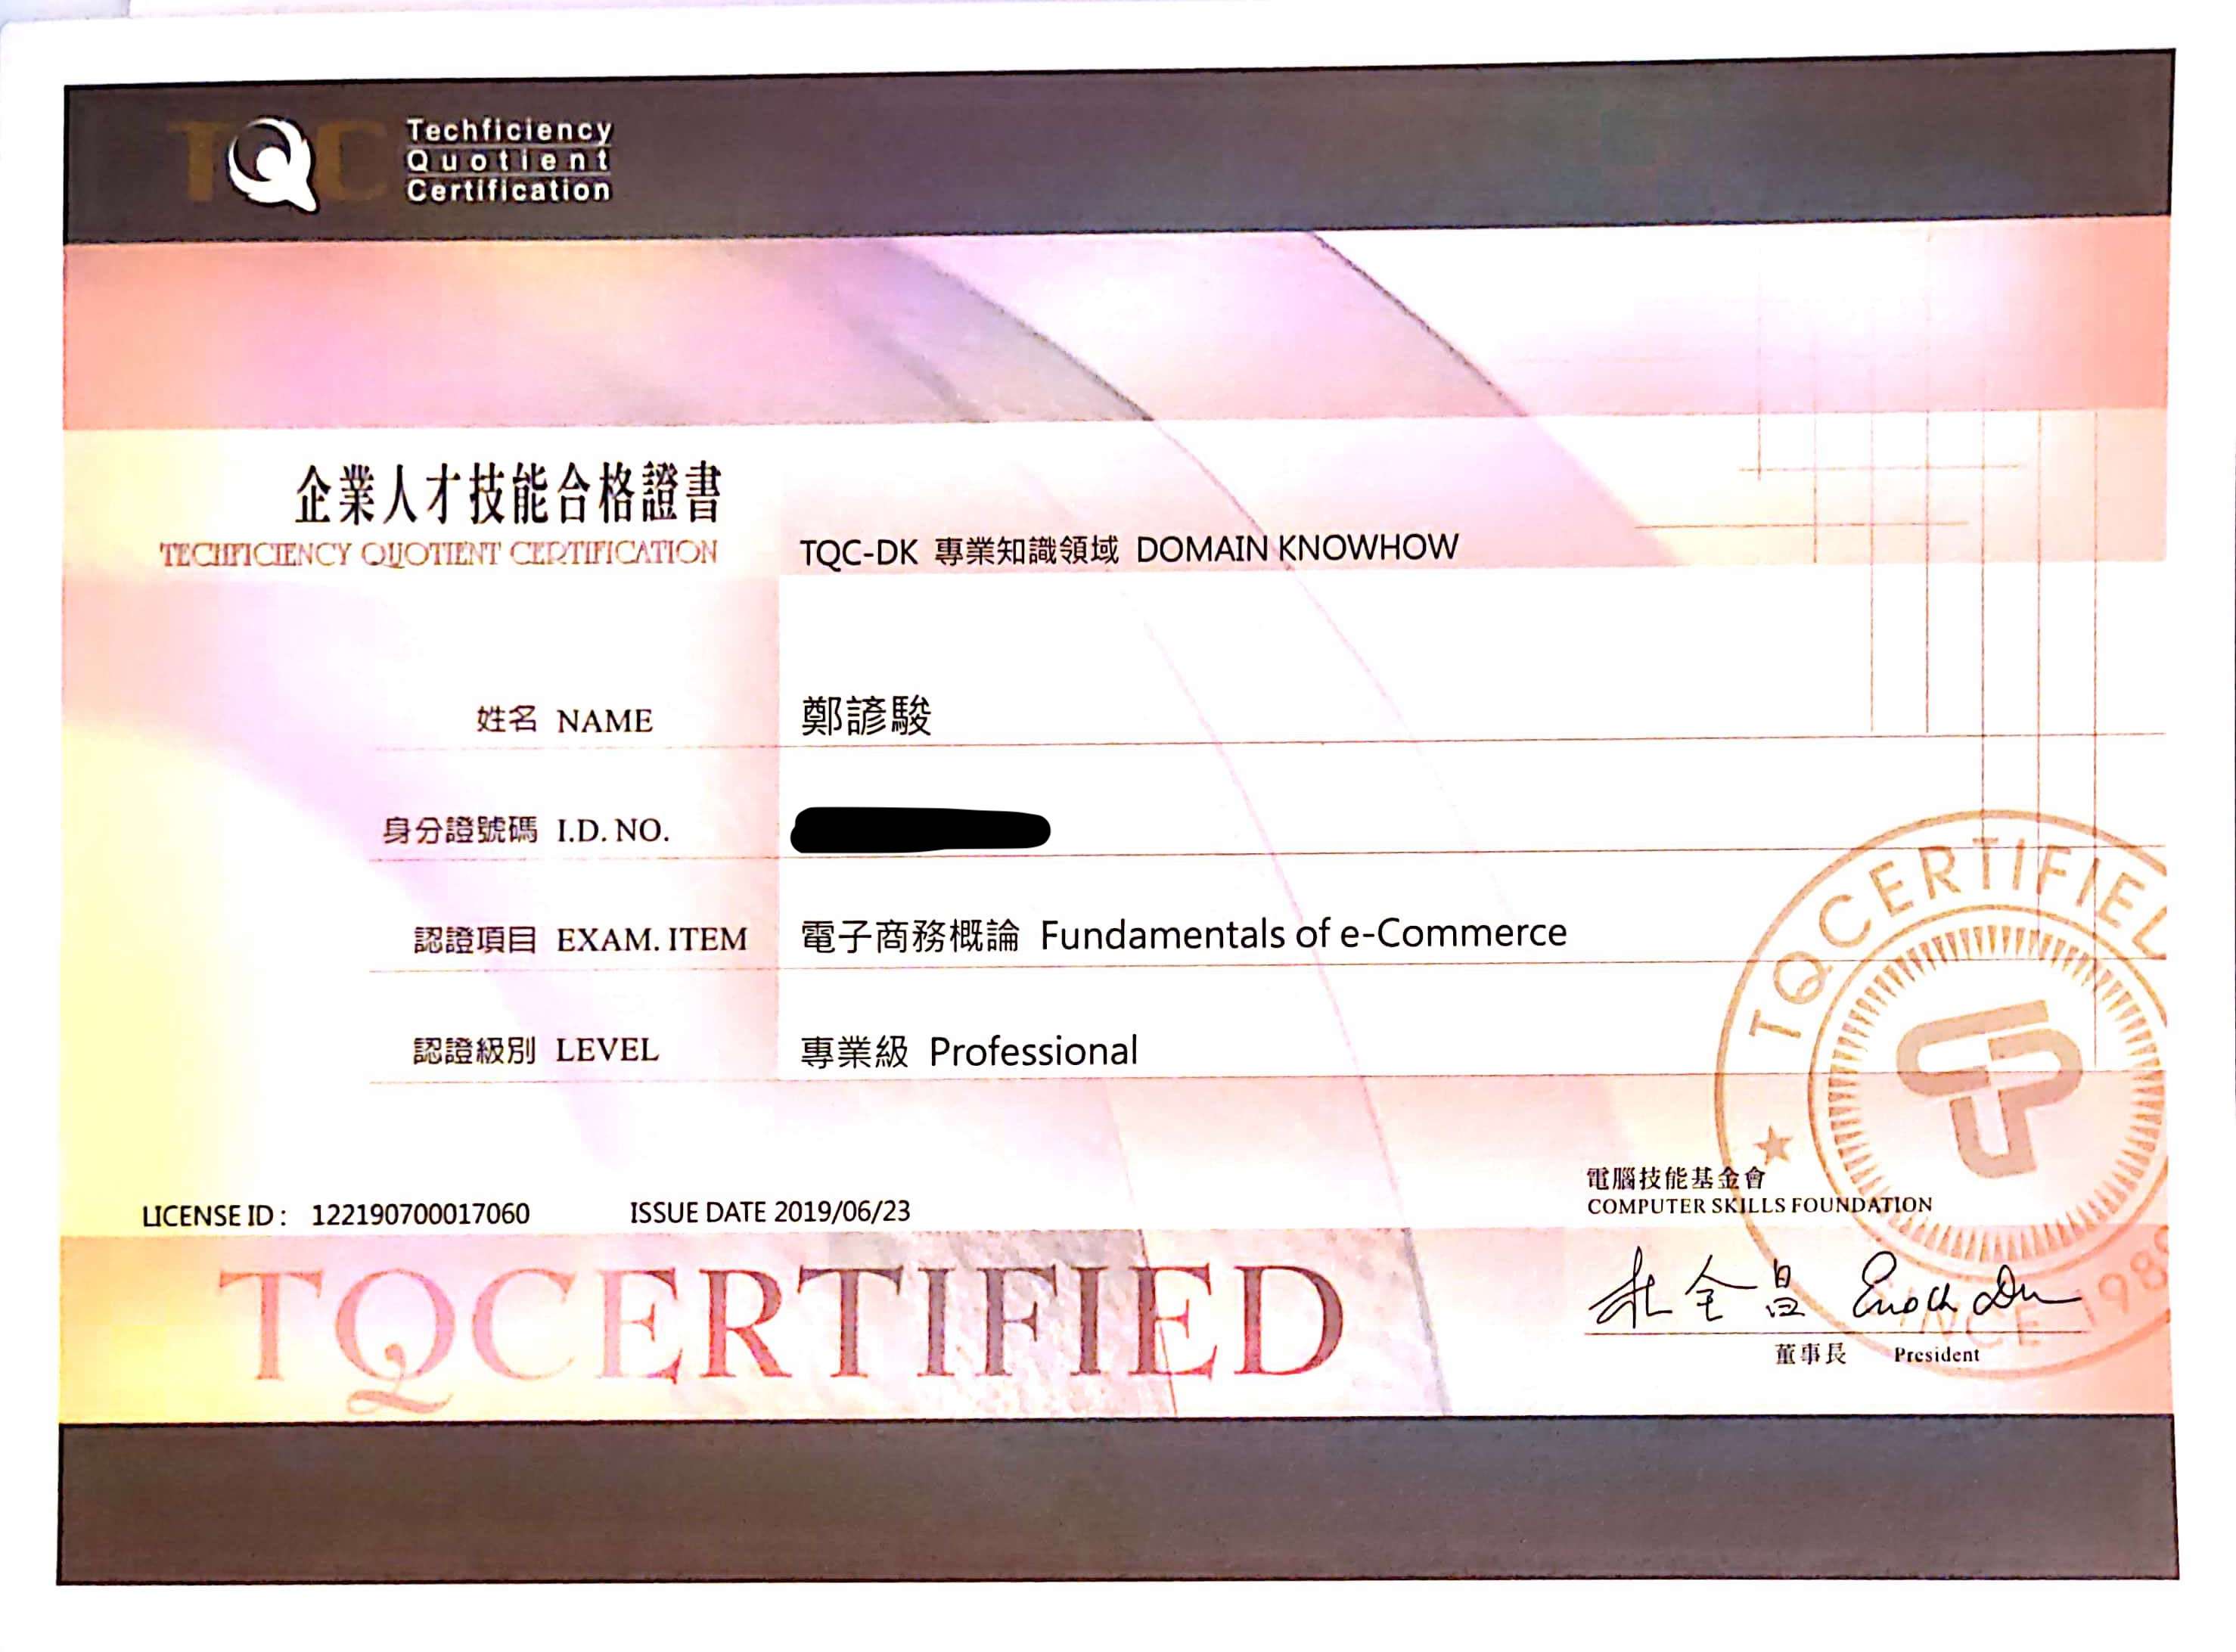 TQC
Techficiency
Quotient
Certification
企業人才技能合格證書
TECHFICIENCY QUOTIENT CERTIFICATION
TQC-DK 專業知識領域 DOMAIN KNOWHOW
姓名 NAME 鄭諺駿
身分證號碼 I.D. NO.
認證項目 EXAM. ITEM 電子商務概論 Fundamentals of e-Commerce
認證級別 LEVEL 專業級 Professional
TQCERTIFIED
LICENSE ID : 122190700017060 ISSUE DATE 2019/06/23
電腦技能基金會
COMPUTER SKILLS FOUNDATION
TQCERTIFIED
杜全昌 Enoch Du
董事長 President